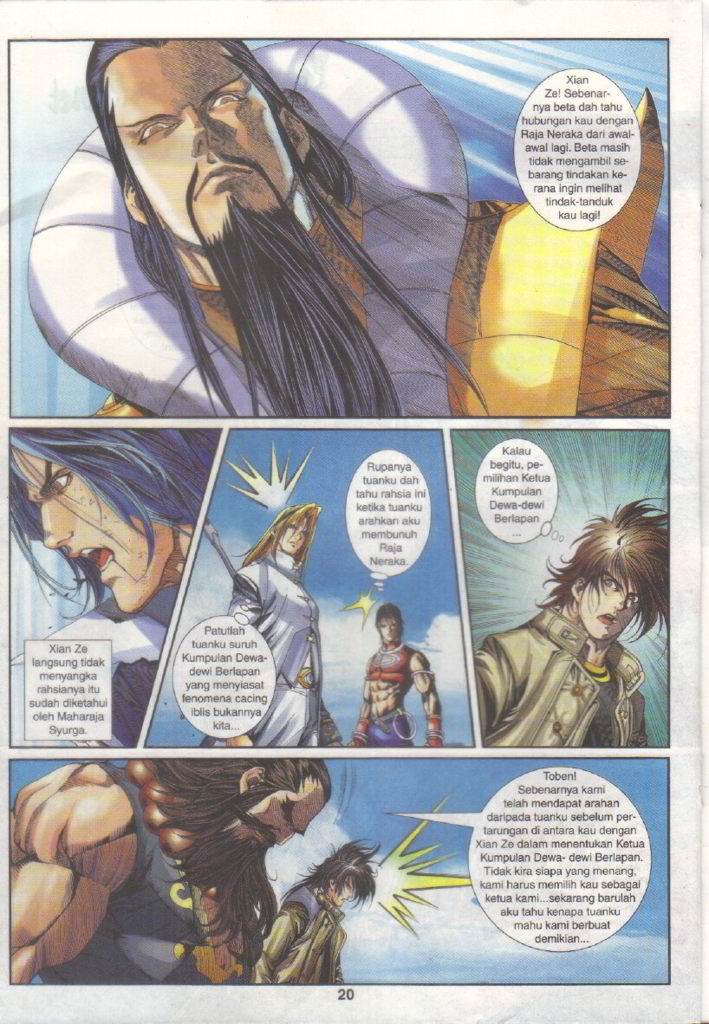 Xian
Ze! Sebenar-
nya beta dah tahu
hubungan kau dengan
Raja Neraka dari awal-
awal lagi. Beta masih
tidak mengambil se-
barang tindakan ke-
rana ingin melihat
tindak-tanduk
kau lagi!
Xian Ze
langsung tidak
menyangka
rahsianya itu
sudah diketahui
oleh Maharaja
Syurga.
Rupanya
tuanku dah
tahu rahsia ini
ketika tuanku
arahkan aku
membunuh
Raja
Neraka.
Patutlah
tuanku suruh
Kumpulan Dewa-
dewi Berlapan
yang menyiasat
fenomena cacing
iblis bukannya
kita...
Kalau
begitu, pe-
milihan Ketua
Kumpulan
Dewa-dewi
Berlapan
...
Toben!
Sebenarnya kami
telah mendapat arahan
daripada tuanku sebelum per-
tarungan di antara kau dengan
Xian Ze dalam menentukan Ketua
Kumpulan Dewa- dewi Berlapan.
Tidak kira siapa yang menang,
kami harus memilih kau sebagai
ketua kami...sekarang barulah
aku tahu kenapa tuanku
mahu kami berbuat
demikian...
20